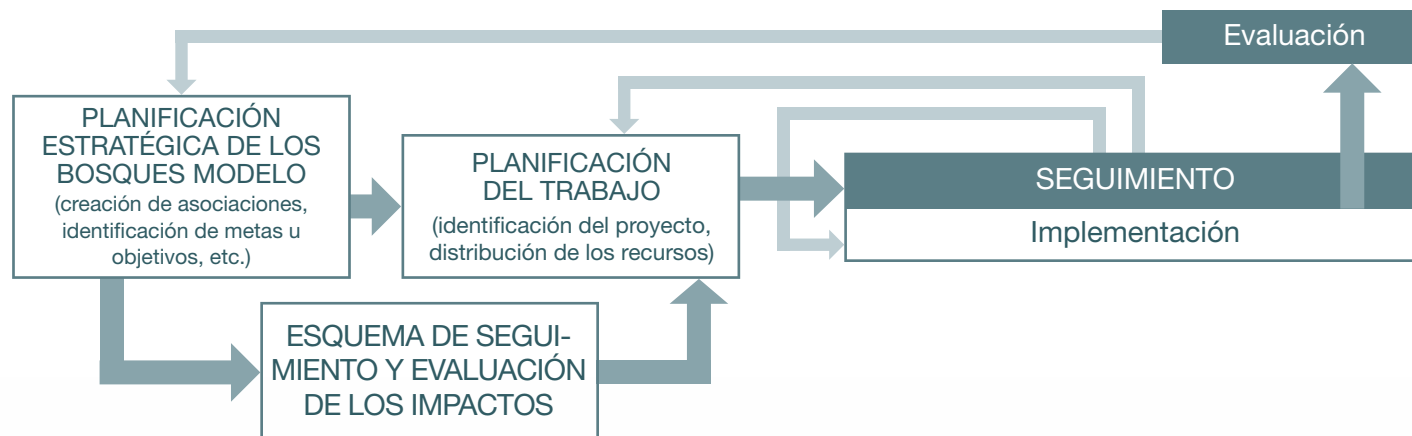 Evaluación
PLANIFICACIÓN
ESTRATÉGICA DE LOS
BOSQUES MODELO
(creación de asociaciones,
identificación de metas u
objetivos, etc.)
PLANIFICACIÓN
DEL TRABAJO
(identificación del proyecto,
distribución de los recursos)
SEGUIMIENTO
Implementación
ESQUEMA DE SEGUI-
MIENTO Y EVALUACIÓN
DE LOS IMPACTOS